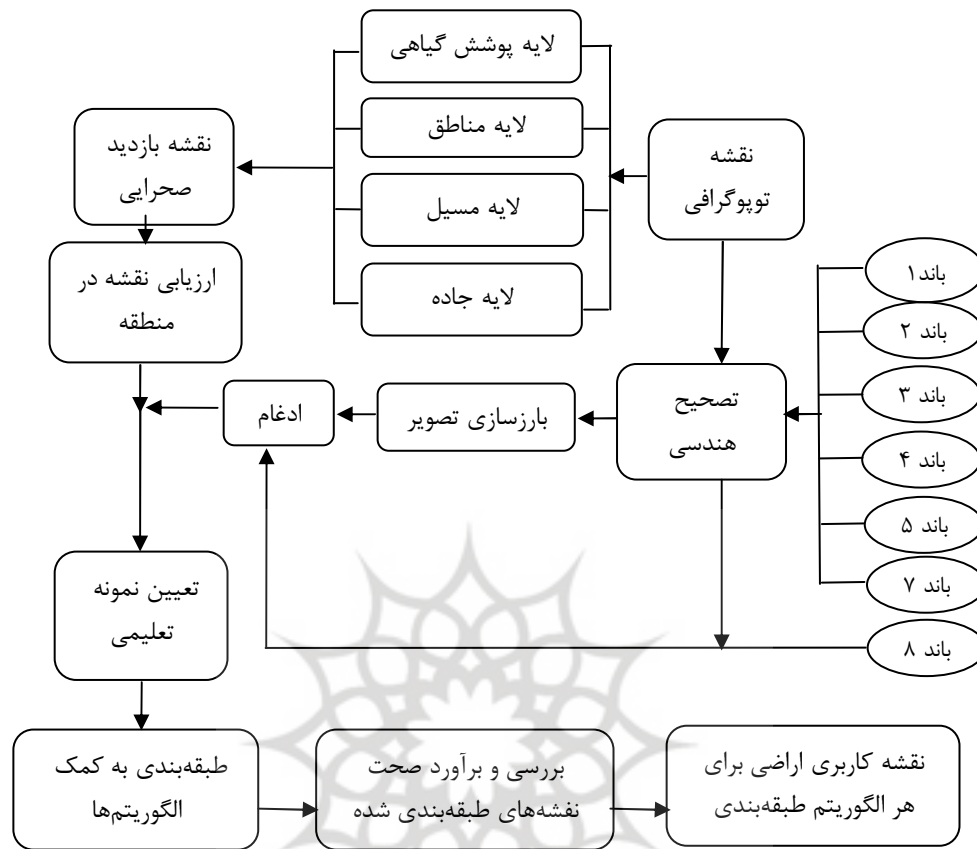 لایه پوشش گیاهی
لایه مناطق
لایه مسیل
لایه جاده
نقشه
توپوگرافی
نقشه بازدید
صحرایی
ارزیابی نقشه در
منطقه
باند۱
باند ۲
باند ۳
باند ۴
باند ۵
باند ۷
باند ۸
تصحیح
هندسی
بارزسازی تصویر
ادغام
تعیین نمونه
تعلیمی
طبقه‌بندی به کمک
الگوریتم‌ها
بررسی و برآورد صحت
نفشه‌های طبقه‌بندی شده
نقشه کاربری اراضی برای
هر الگوریتم طبقه‌بندی